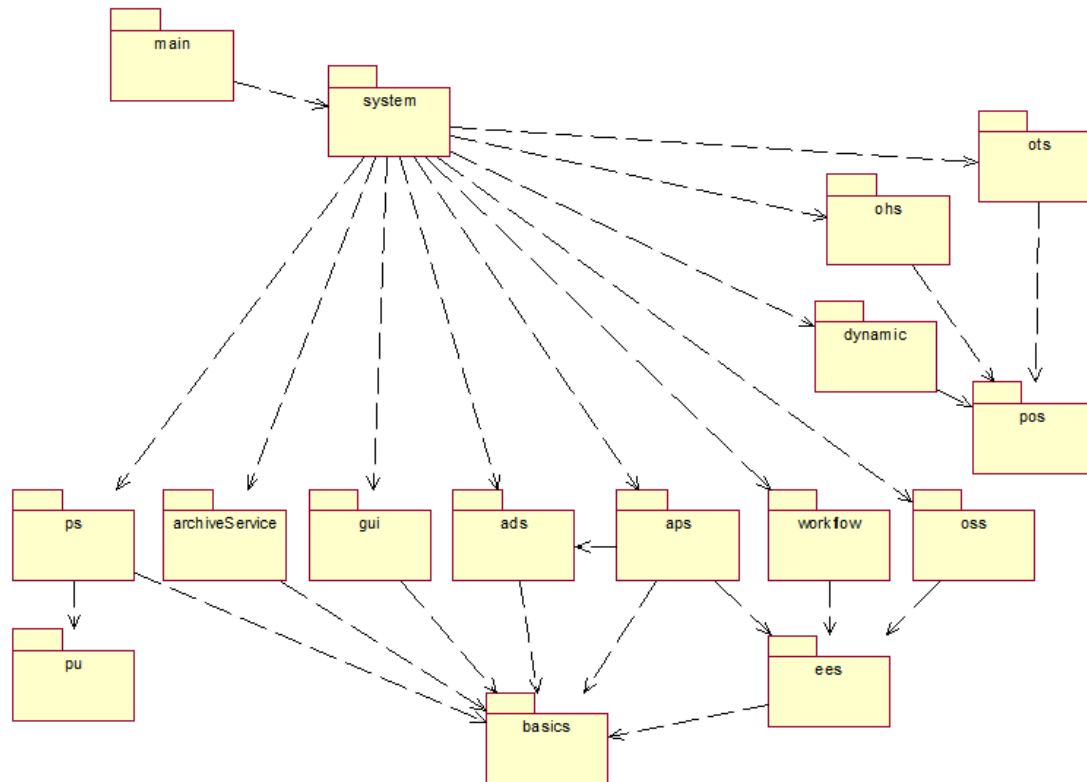 main
system
ots
ohs
dynamic
pos
ps
archiveService
gui
ads
aps
workflow
oss
pu
ees
basics